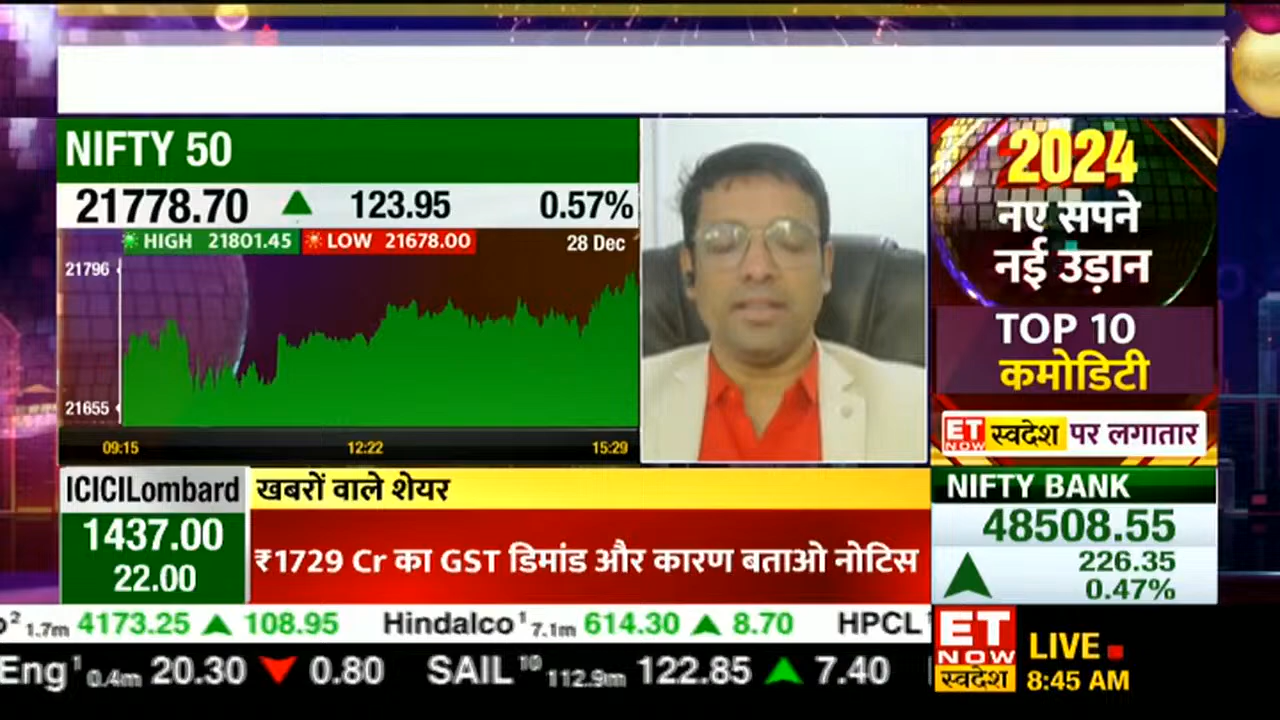 NIFTY 50
21778.70 ▲ 123.95 0.57%
HIGH 21801.45 LOW 21678.00 28 Dec
21796
21655
09:15 12:22 15:29
2024
नए सपने
नई उड़ान
TOP 10
कमोडिटी
ET NOW स्वदेश पर लगातार
ICICILombard
1437.00
22.00
खबरों वाले शेयर
₹1729 Cr का GST डिमांड और कारण बताओ नोटिस
NIFTY BANK
48508.55
226.35
0.47%
1.7m 4173.25 ▲ 108.95 Hindalco 1 7.1m 614.30 ▲ 8.70 HPCL
Eng 1 0.4m 20.30 ▼ 0.80 SAIL 10 112.9m 122.85 ▲ 7.40
ET
NOW
स्वदेश
LIVE
8:45 AM